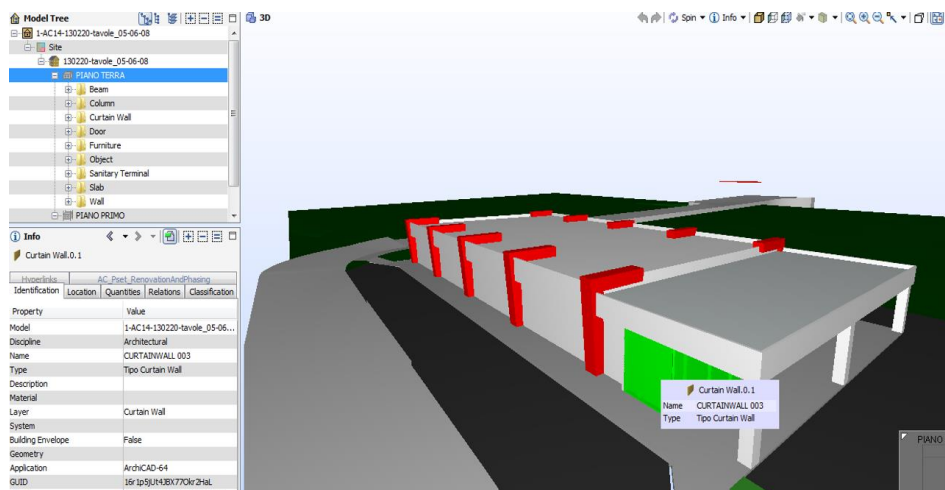 Model Tree
1-AC14-130220-tavole_05-06-08
Site
130220-tavole_05-06-08
PIANO TERRA
Beam
Column
Curtain Wall
Door
Furniture
Object
Sanitary Terminal
Slab
Wall
PIANO PRIMO
Info
Curtain Wall.0.1
Hyperlinks AC_Pset_RenovationAndPhasing
Identification Location Quantities Relations Classification
Property Value
Model 1-AC14-130220-tavole_05-06...
Discipline Architectural
Name CURTAINWALL 003
Type Tipo Curtain Wall
Description
Material
Layer Curtain Wall
System
Building Envelope False
Geometry
Application ArchiCAD-64
GUID 16r1p5jUt4JBX77Okr2HaL
3D
Spin Info
Curtain Wall.0.1
Name CURTAINWALL 003
Type Tipo Curtain Wall
PIANO